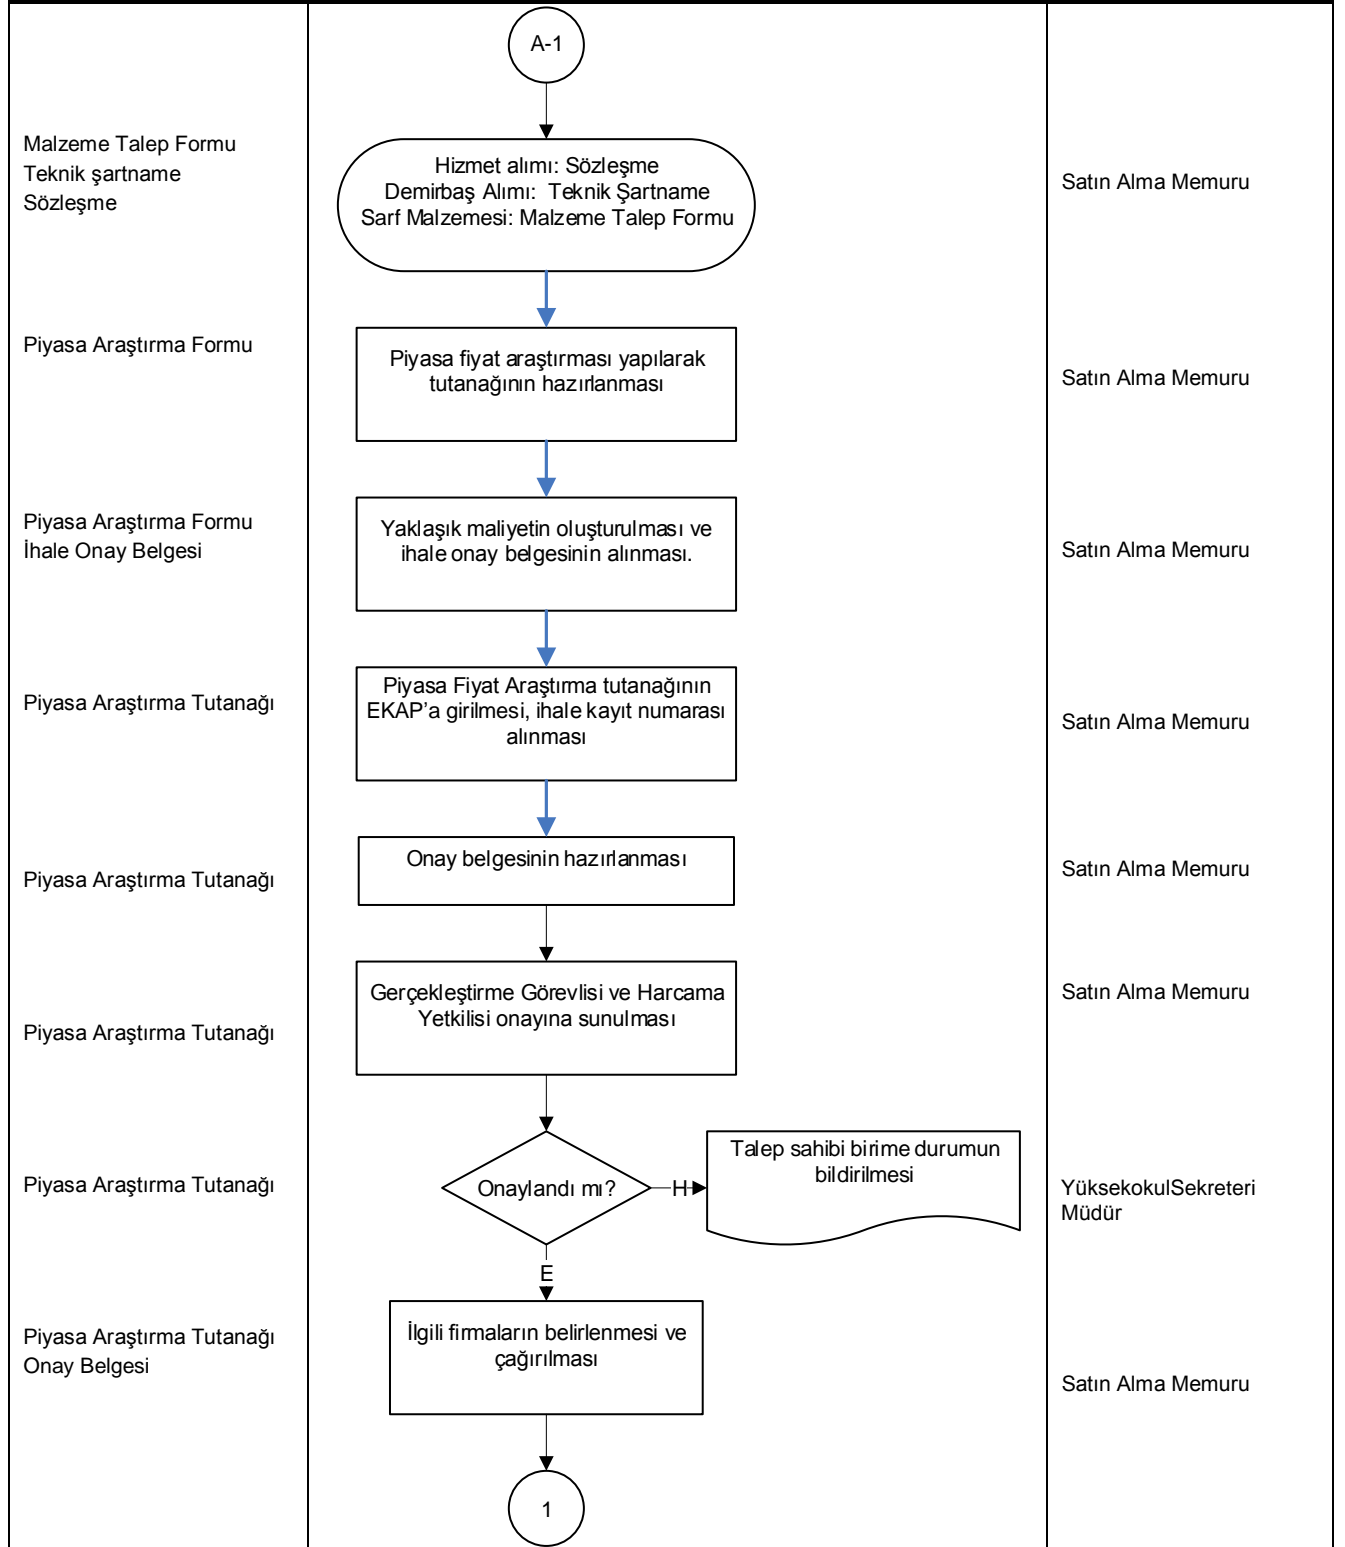 A-1
Malzeme Talep Formu
Teknik şartname
Sözleşme
Hizmet alımı: Sözleşme
Demirbaş Alımı:  Teknik Şartname
Sarf Malzemesi: Malzeme Talep Formu
Satın Alma Memuru
Piyasa Araştırma Formu
Piyasa fiyat araştırması yapılarak
tutanağının hazırlanması
Satın Alma Memuru
Piyasa Araştırma Formu
İhale Onay Belgesi
Yaklaşık maliyetin oluşturulması ve
ihale onay belgesinin alınması.
Satın Alma Memuru
Piyasa Araştırma Tutanağı
Piyasa Fiyat Araştırma tutanağının
EKAP’a girilmesi, ihale kayıt numarası
alınması
Satın Alma Memuru
Piyasa Araştırma Tutanağı
Onay belgesinin hazırlanması
Satın Alma Memuru
Piyasa Araştırma Tutanağı
Gerçekleştirme Görevlisi ve Harcama
Yetkilisi onayına sunulması
Satın Alma Memuru
Piyasa Araştırma Tutanağı
Onaylandı mı?
H
Talep sahibi birime durumun
bildirilmesi
YüksekokulSekreteri
Müdür
E
Piyasa Araştırma Tutanağı
Onay Belgesi
İlgili firmaların belirlenmesi ve
çağırılması
Satın Alma Memuru
1